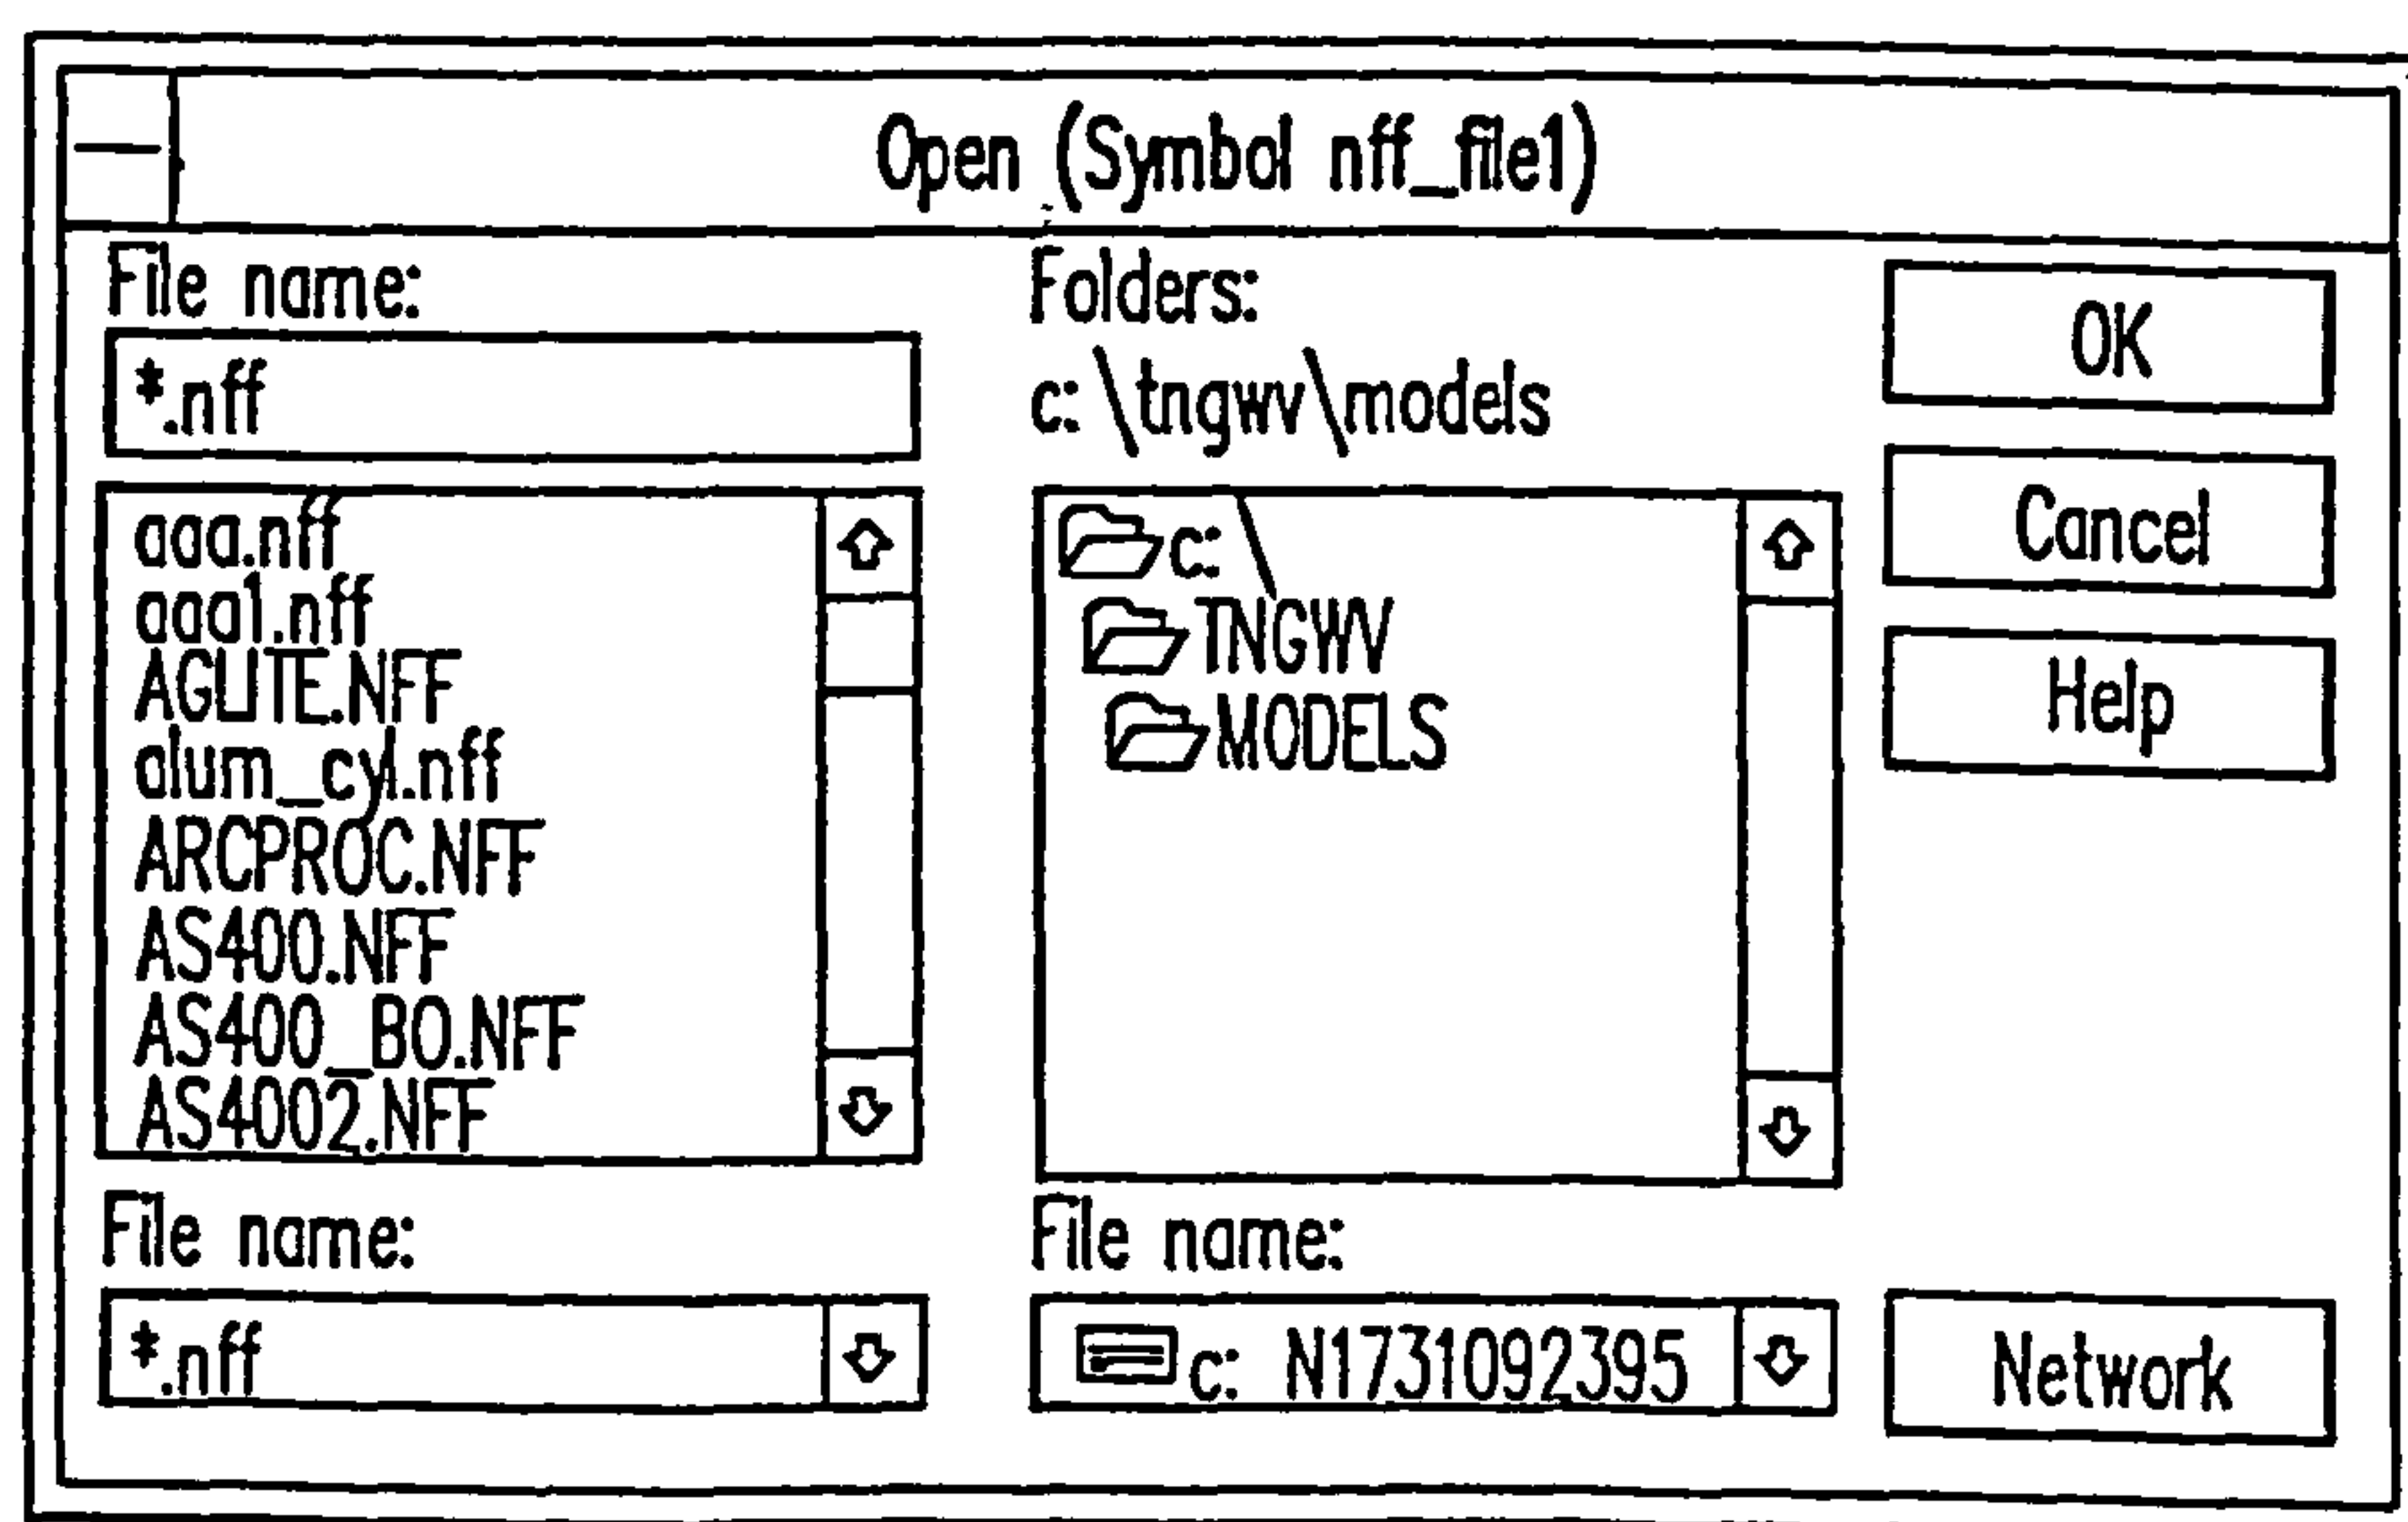 Open (Symbol nff_file1)
File name:
*.nff
aaa.nff
aaa1.nff
AGLITE.NFF
alum_cyl.nff
ARCPROC.NFF
AS400.NFF
AS400_BO.NFF
AS4002.NFF
File name:
*.nff
Folders:
c:\tngwv\models
c:\
TNGWV
MODELS
File name:
c: N1731092395
OK
Cancel
Help
Network